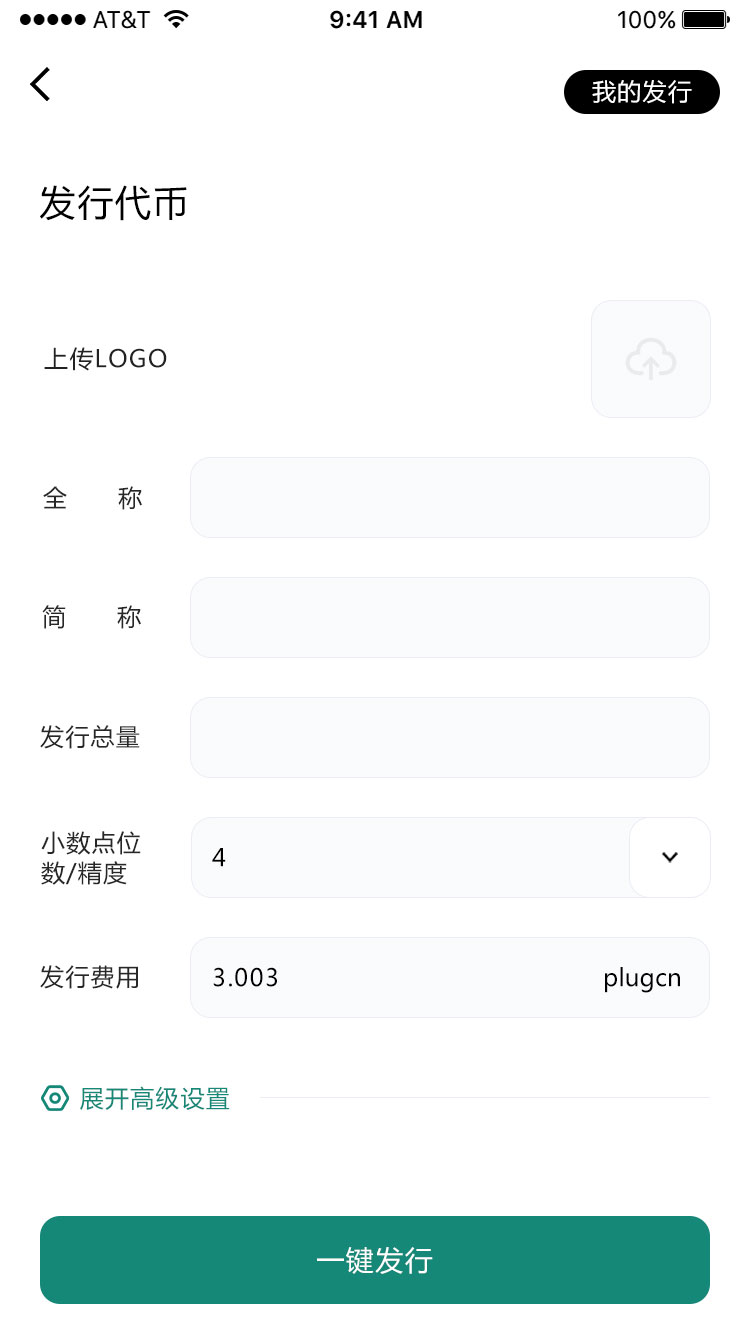 ●●●●● AT&T 9:41 AM 100%
我的发行
发行代币
上传LOGO
全 称
简 称
发行总量
小数点位
数/精度
4
发行费用
3.003 plugcn
展开高级设置
一键发行